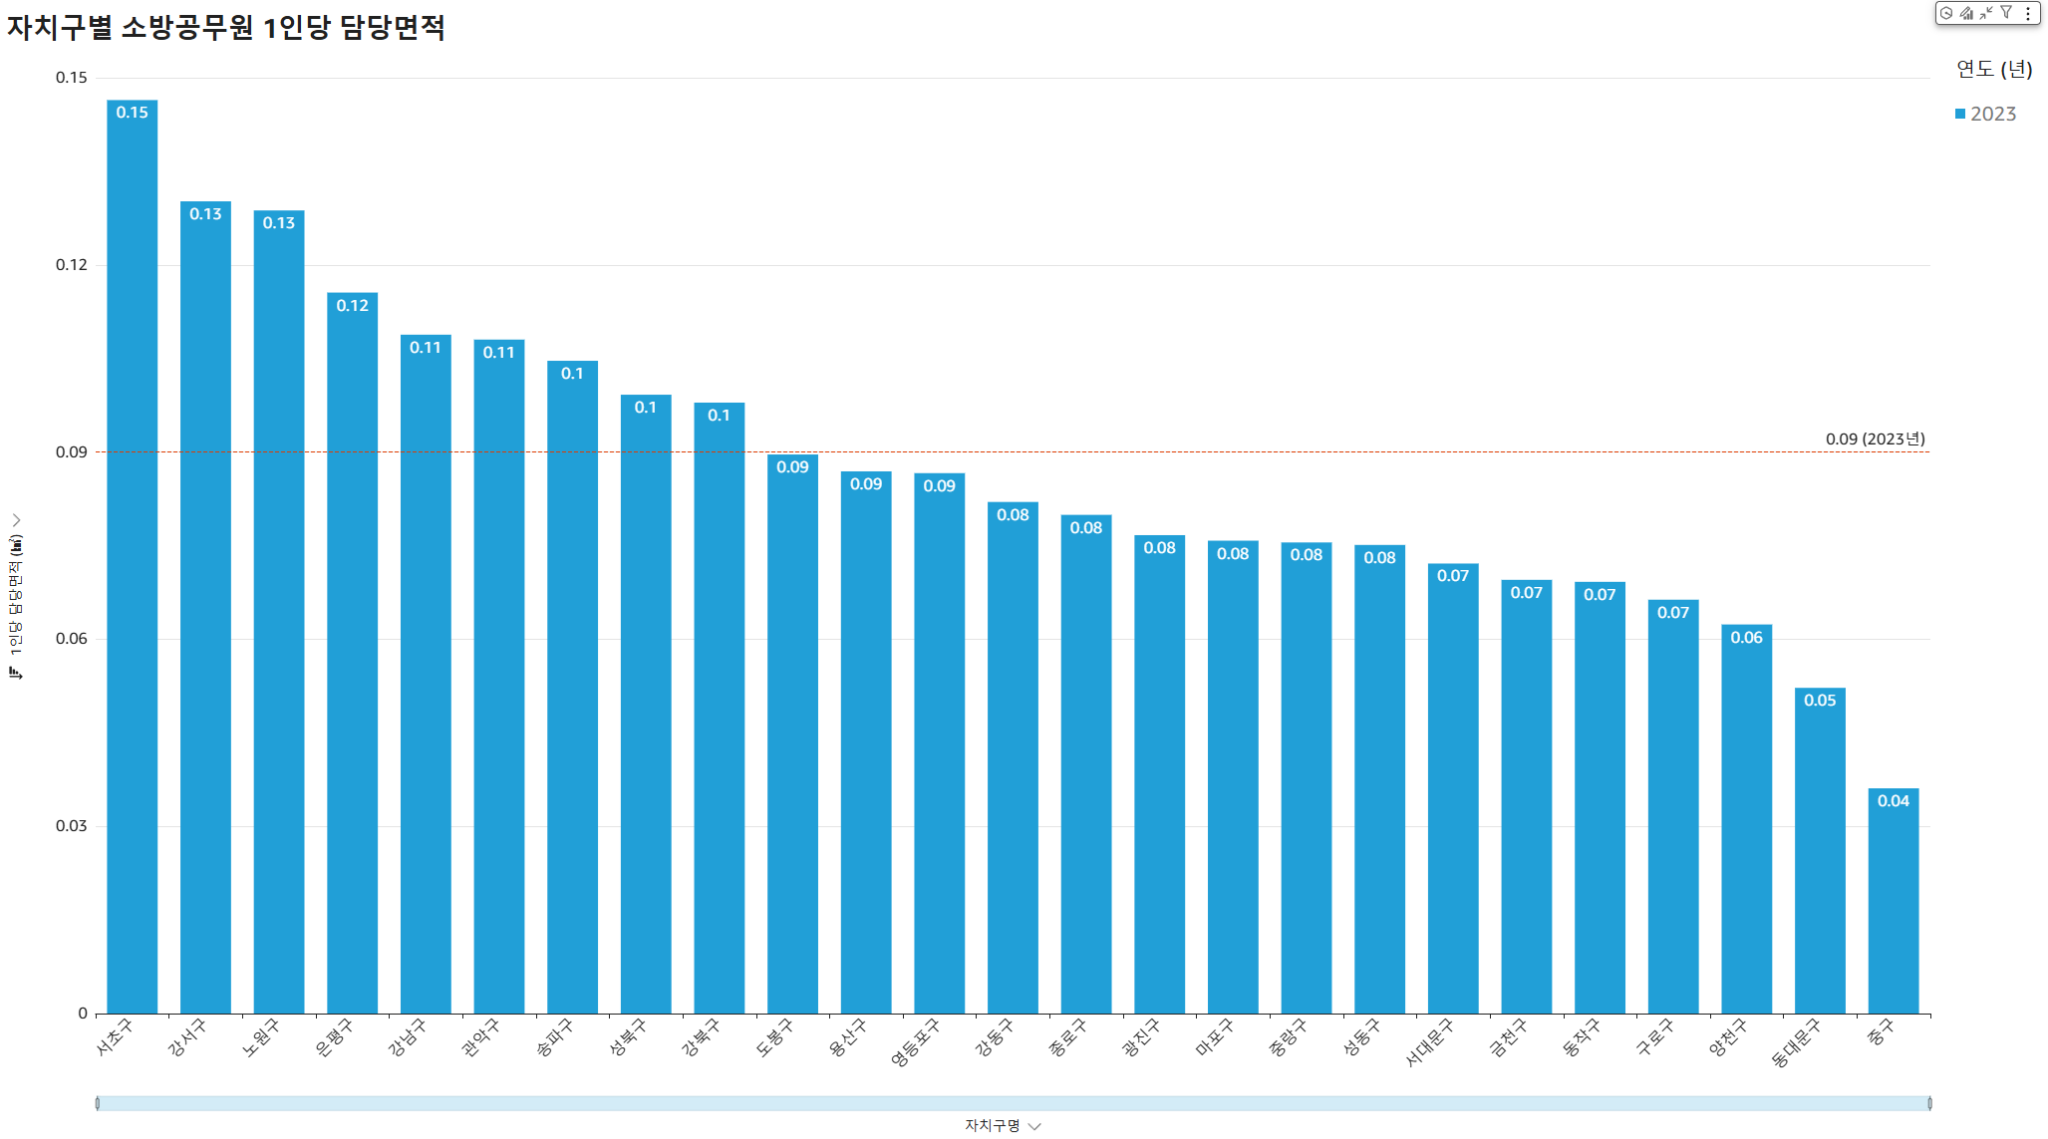 자치구별 소방공무원 1인당 담당면적
연도 (년)
2023
0.15
0.12
0.09
0.06
0.03
0
1인당 담당면적 (㎢)
0.09 (2023년)
0.15
0.13
0.13
0.12
0.11
0.11
0.1
0.1
0.1
0.09
0.09
0.09
0.08
0.08
0.08
0.08
0.08
0.08
0.07
0.07
0.07
0.07
0.06
0.05
0.04
서초구
강서구
노원구
은평구
강남구
관악구
송파구
성북구
강북구
도봉구
용산구
영등포구
강동구
종로구
광진구
마포구
중랑구
성동구
서대문구
금천구
동작구
구로구
양천구
동대문구
중구
자치구명